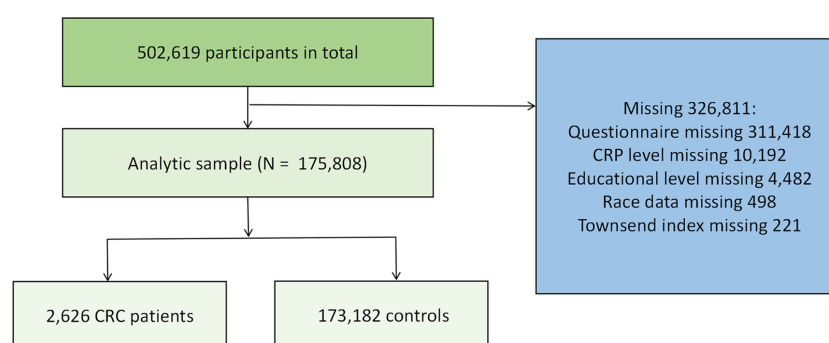 502,619 participants in total
Missing 326,811:
Questionnaire missing 311,418
CRP level missing 10,192
Educational level missing 4,482
Race data missing 498
Townsend index missing 221
Analytic sample (N = 175,808)
2,626 CRC patients
173,182 controls